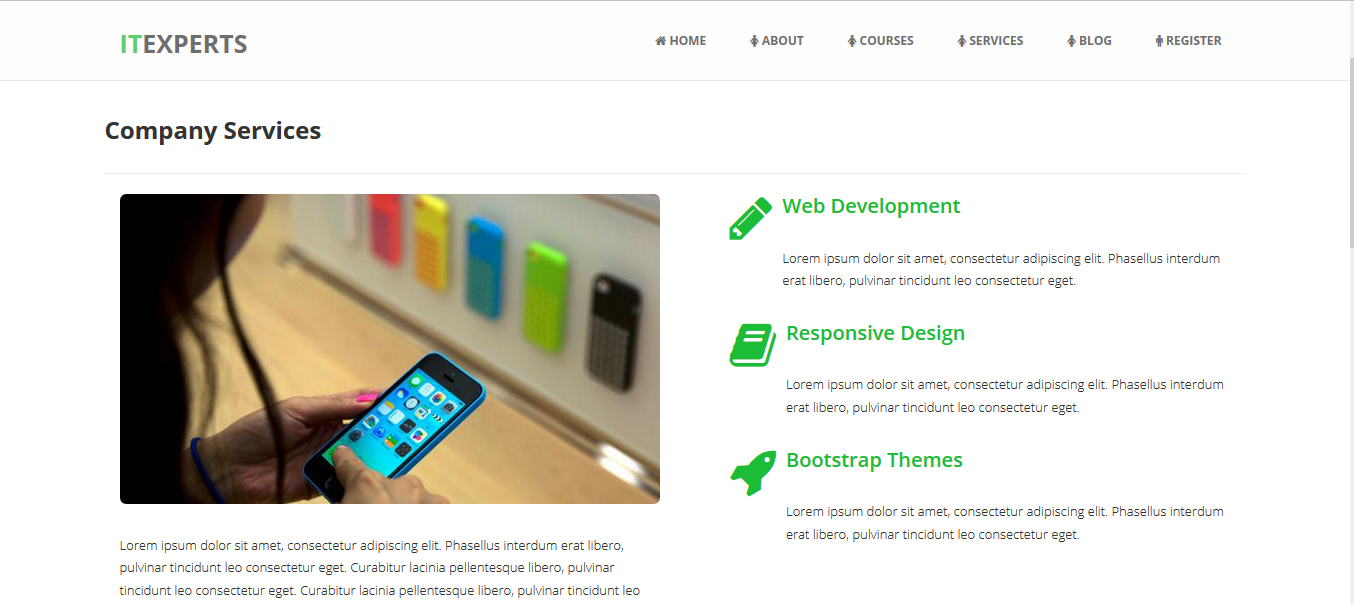 ITEXPERTS
HOME
ABOUT
COURSES
SERVICES
BLOG
REGISTER
Company Services
Web Development
Lorem ipsum dolor sit amet, consectetur adipiscing elit. Phasellus interdum
erat libero, pulvinar tincidunt leo consectetur eget.
Responsive Design
Lorem ipsum dolor sit amet, consectetur adipiscing elit. Phasellus interdum
erat libero, pulvinar tincidunt leo consectetur eget.
Bootstrap Themes
Lorem ipsum dolor sit amet, consectetur adipiscing elit. Phasellus interdum
erat libero, pulvinar tincidunt leo consectetur eget.
Lorem ipsum dolor sit amet, consectetur adipiscing elit. Phasellus interdum erat libero,
pulvinar tincidunt leo consectetur eget. Curabitur lacinia pellentesque libero, pulvinar
tincidunt leo consectetur eget. Curabitur lacinia pellentesque libero, pulvinar tincidunt leo